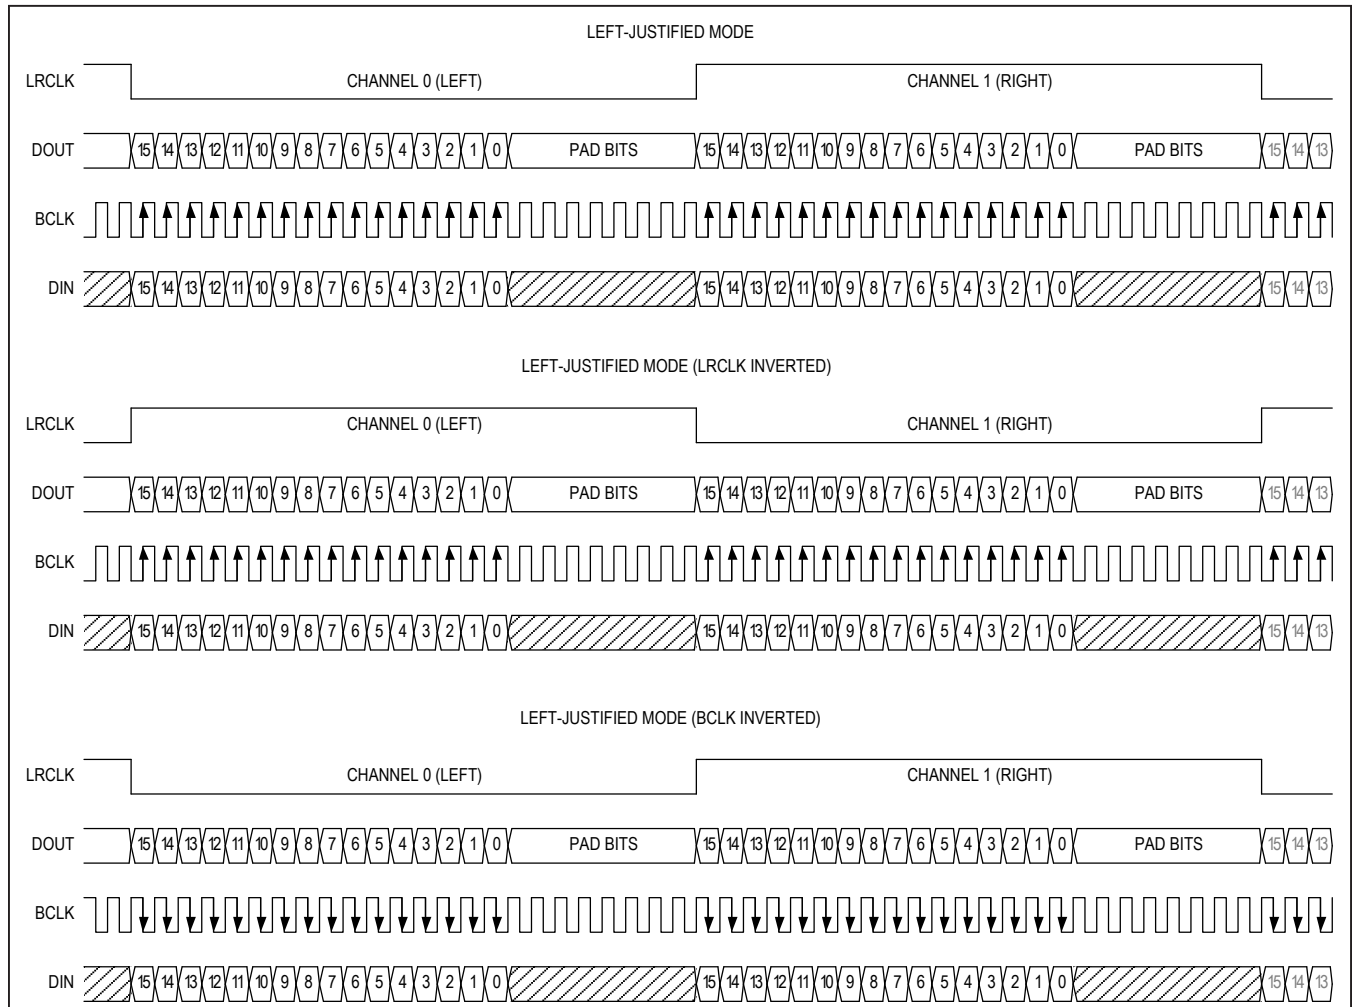 LEFT-JUSTIFIED MODE
LRCLK CHANNEL 0 (LEFT) CHANNEL 1 (RIGHT)
DOUT 15 14 13 12 11 10 9 8 7 6 5 4 3 2 1 0 PAD BITS 15 14 13 12 11 10 9 8 7 6 5 4 3 2 1 0 PAD BITS 15 14 13
BCLK
DIN 15 14 13 12 11 10 9 8 7 6 5 4 3 2 1 0 15 14 13 12 11 10 9 8 7 6 5 4 3 2 1 0 15 14 13
LEFT-JUSTIFIED MODE (LRCLK INVERTED)
LRCLK CHANNEL 0 (LEFT) CHANNEL 1 (RIGHT)
DOUT 15 14 13 12 11 10 9 8 7 6 5 4 3 2 1 0 PAD BITS 15 14 13 12 11 10 9 8 7 6 5 4 3 2 1 0 PAD BITS 15 14 13
BCLK
DIN 15 14 13 12 11 10 9 8 7 6 5 4 3 2 1 0 15 14 13 12 11 10 9 8 7 6 5 4 3 2 1 0 15 14 13
LEFT-JUSTIFIED MODE (BCLK INVERTED)
LRCLK CHANNEL 0 (LEFT) CHANNEL 1 (RIGHT)
DOUT 15 14 13 12 11 10 9 8 7 6 5 4 3 2 1 0 PAD BITS 15 14 13 12 11 10 9 8 7 6 5 4 3 2 1 0 PAD BITS 15 14 13
BCLK
DIN 15 14 13 12 11 10 9 8 7 6 5 4 3 2 1 0 15 14 13 12 11 10 9 8 7 6 5 4 3 2 1 0 15 14 13